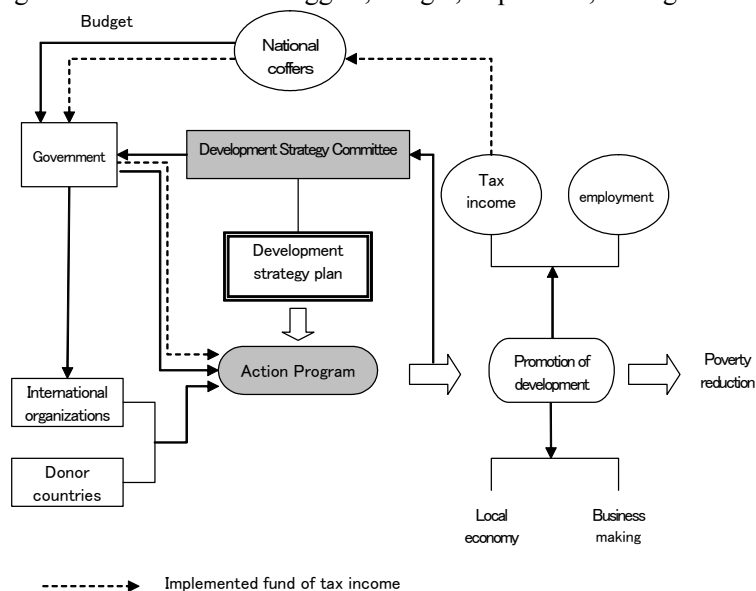 Budget
National
coffers
Government
Development Strategy Committee
Tax
income
employment
Development
strategy plan
Action Program
Promotion of
development
Poverty
reduction
International
organizations
Donor
countries
Local
economy
Business
making
Implemented fund of tax income